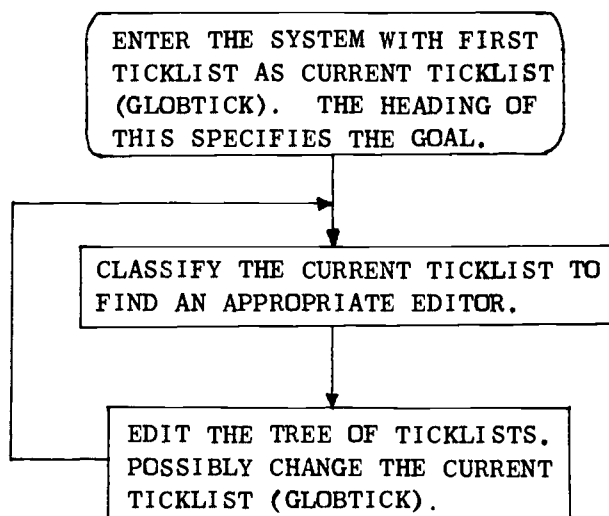 ENTER THE SYSTEM WITH FIRST
TICKLIST AS CURRENT TICKLIST
(GLOBTICK). THE HEADING OF
THIS SPECIFIES THE GOAL.
CLASSIFY THE CURRENT TICKLIST TO
FIND AN APPROPRIATE EDITOR.
EDIT THE TREE OF TICKLISTS.
POSSIBLY CHANGE THE CURRENT
TICKLIST (GLOBTICK).